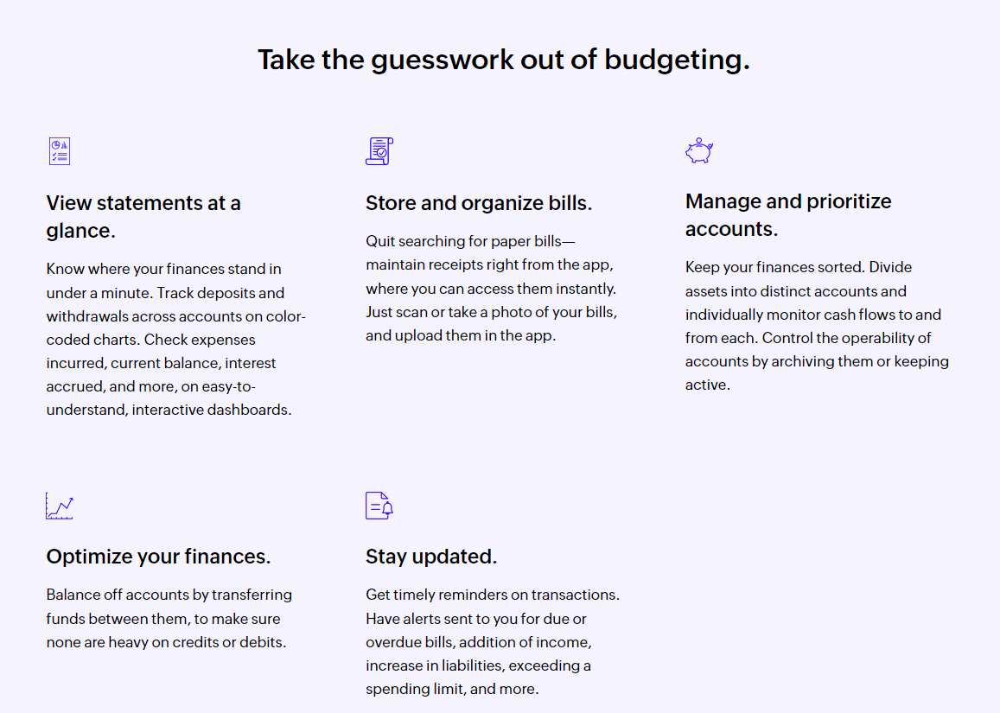 Take the guesswork out of budgeting.
View statements at a
glance.
Know where your finances stand in
under a minute. Track deposits and
withdrawals across accounts on color-
coded charts. Check expenses
incurred, current balance, interest
accrued, and more, on easy-to-
understand, interactive dashboards.
Store and organize bills.
Quit searching for paper bills—
maintain receipts right from the app,
where you can access them instantly.
Just scan or take a photo of your bills,
and upload them in the app.
Manage and prioritize
accounts.
Keep your finances sorted. Divide
assets into distinct accounts and
individually monitor cash flows to and
from each. Control the operability of
accounts by archiving them or keeping
active.
Optimize your finances.
Balance off accounts by transferring
funds between them, to make sure
none are heavy on credits or debits.
Stay updated.
Get timely reminders on transactions.
Have alerts sent to you for due or
overdue bills, addition of income,
increase in liabilities, exceeding a
spending limit, and more.